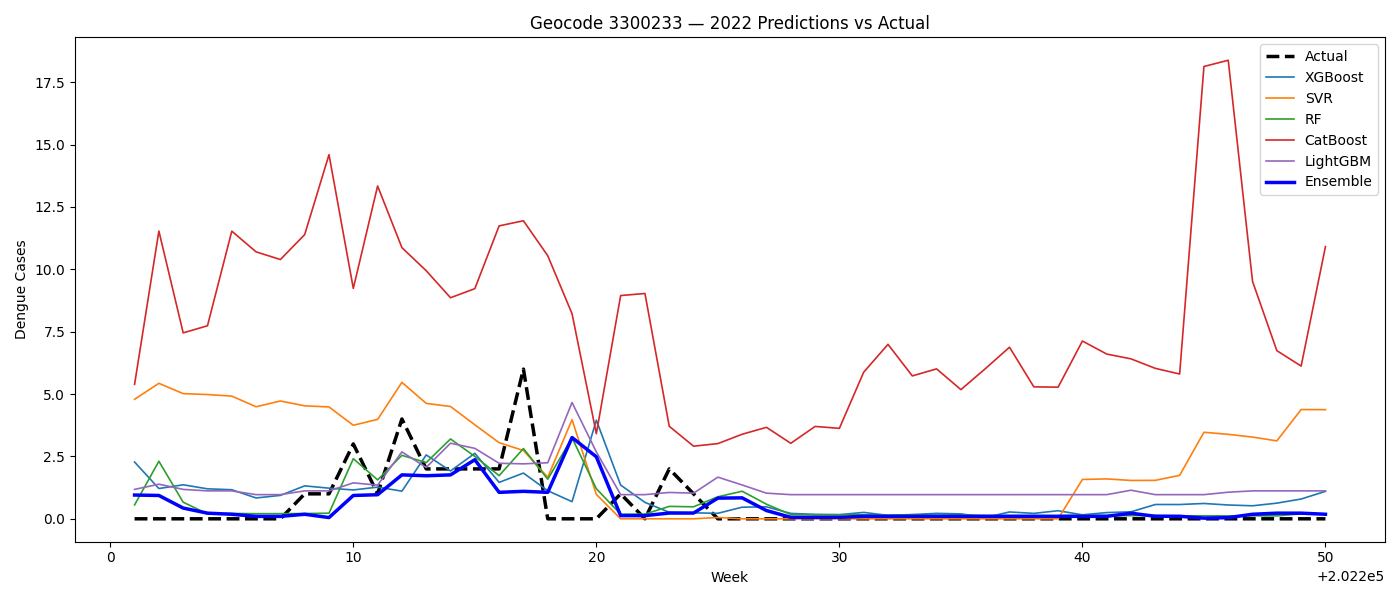 Geocode 3300233 — 2022 Predictions vs Actual
Dengue Cases
17.5
15.0
12.5
10.0
7.5
5.0
2.5
0.0
Actual
XGBoost
SVR
RF
CatBoost
LightGBM
Ensemble
0 10 20 30 40 50
Week
+2.022e5